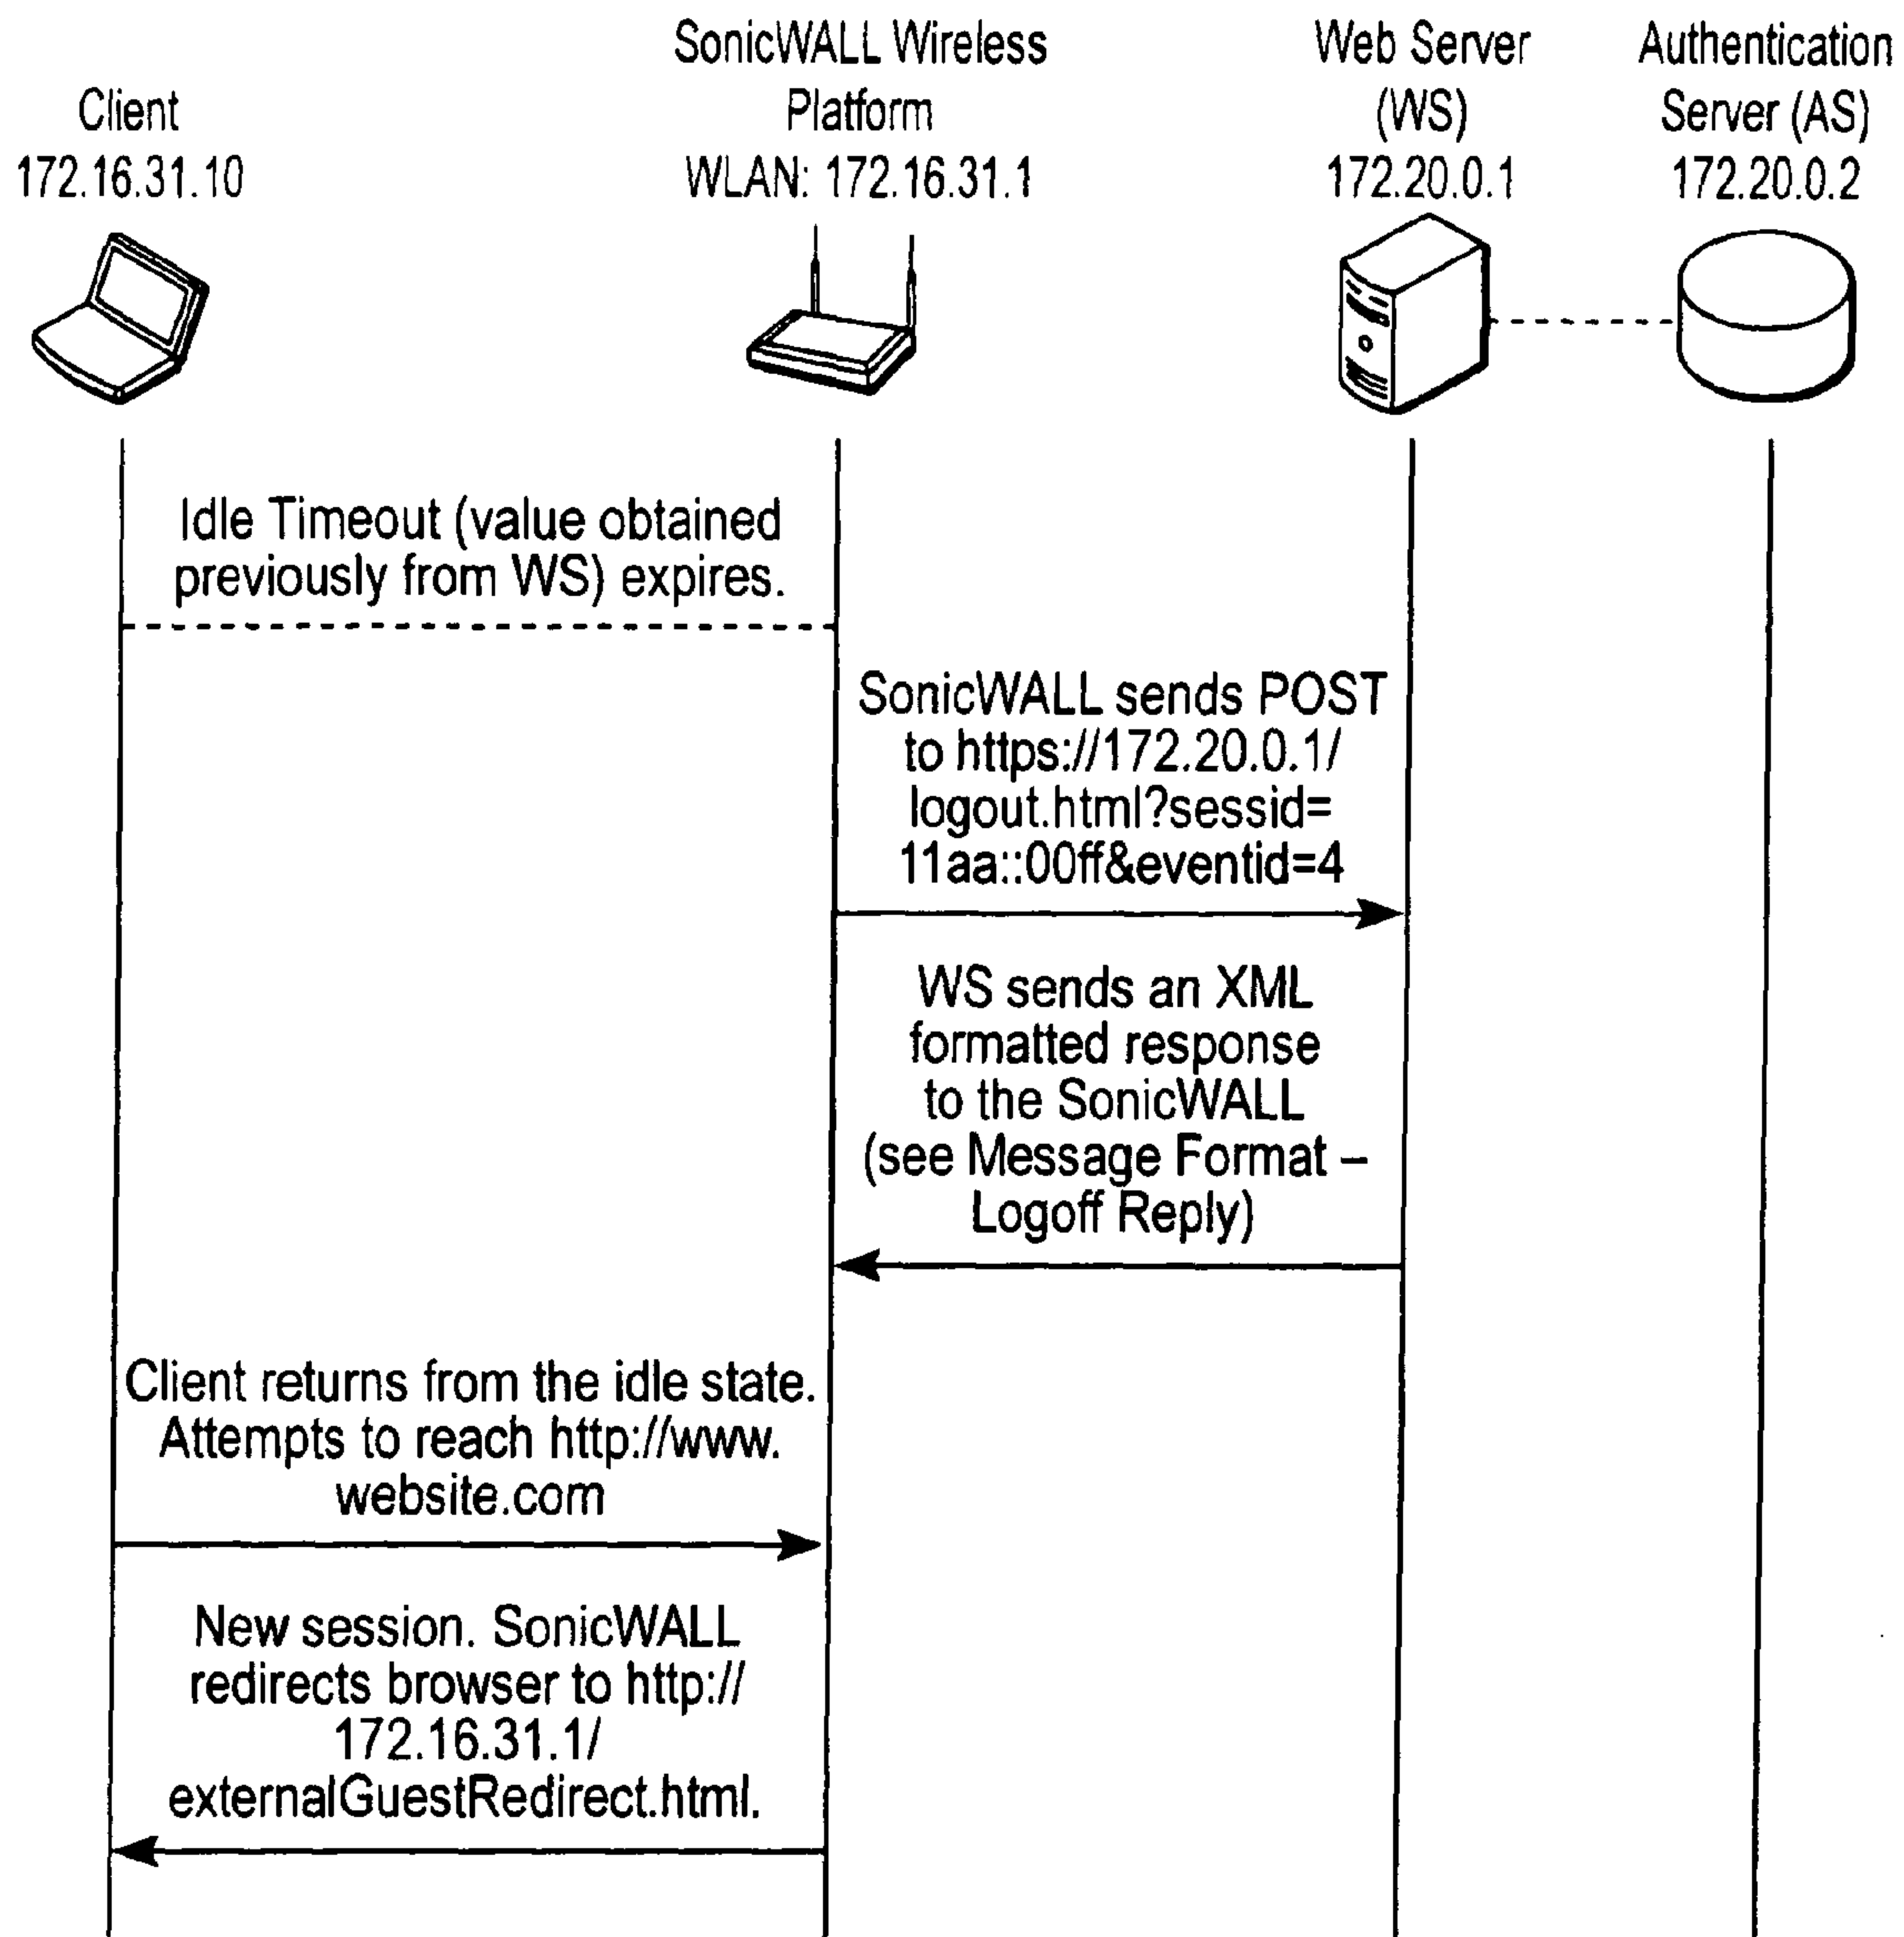 Client
172.16.31.10
SonicWALL Wireless
Platform
WLAN: 172.16.31.1
Web Server
(WS)
172.20.0.1
Authentication
Server (AS)
172.20.0.2
Idle Timeout (value obtained
previously from WS) expires.
SonicWALL sends POST
to https://172.20.0.1/
logout.html?sessid=
11aa::00ff&eventid=4
WS sends an XML
formatted response
to the SonicWALL
(see Message Format –
Logoff Reply)
Client returns from the idle state.
Attempts to reach http://www.
website.com
New session. SonicWALL
redirects browser to http://
172.16.31.1/
externalGuestRedirect.html.